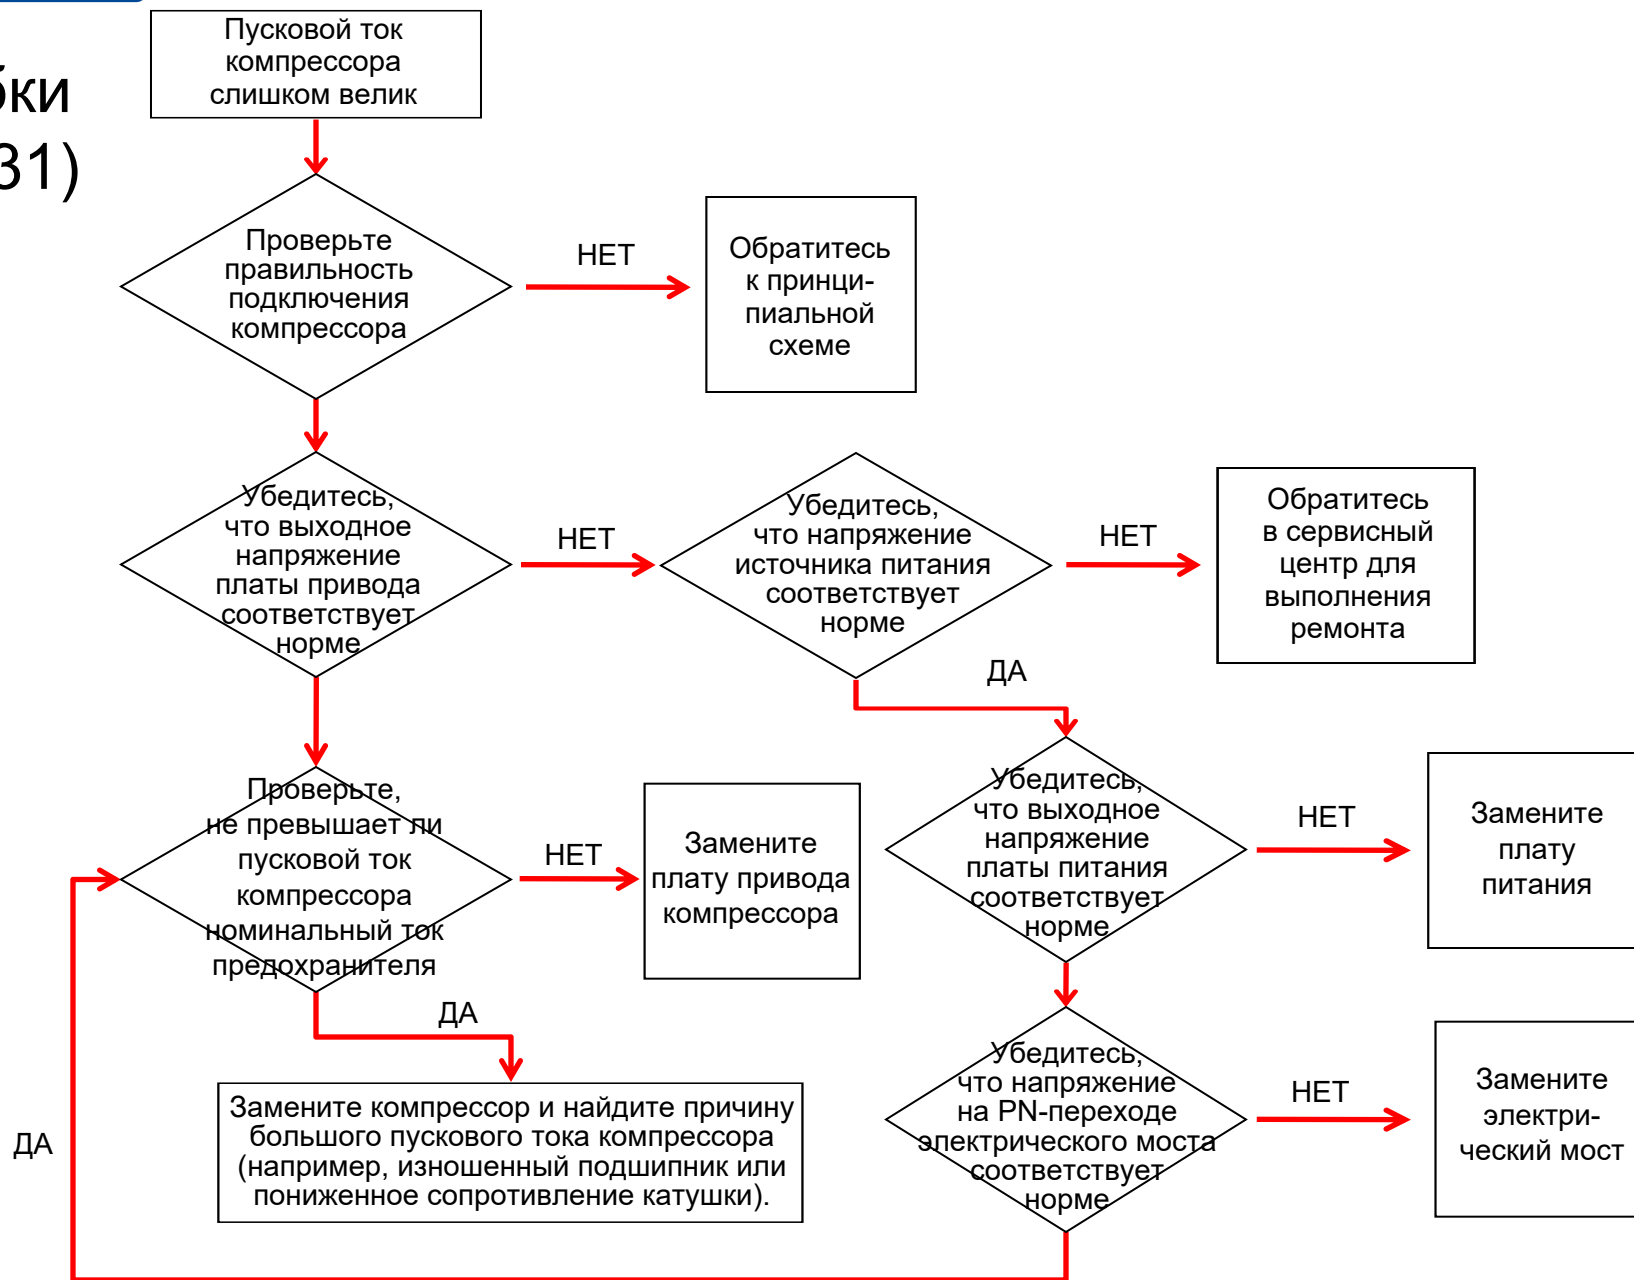 Пусковой ток
компрессора
слишком велик
31)
Проверьте
правильность
подключения
компрессора
НЕТ
Обратитесь
к принци-
пиальной
схеме
Убедитесь,
что выходное
напряжение
платы привода
соответствует
норме
НЕТ
Убедитесь,
что напряжение
источника питания
соответствует
норме
НЕТ
Обратитесь
в сервисный
центр для
выполнения
ремонта
ДА
Проверьте,
не превышает ли
пусковой ток
компрессора
номинальный ток
предохранителя
НЕТ
Замените
плату привода
компрессора
Убедитесь,
что выходное
напряжение
платы питания
соответствует
норме
НЕТ
Замените
плату
питания
ДА
Замените компрессор и найдите причину
большого пускового тока компрессора
(например, изношенный подшипник или
пониженное сопротивление катушки).
Убедитесь,
что напряжение
на PN-переходе
электрического моста
соответствует
норме
НЕТ
Замените
электри-
ческий мост
ДА